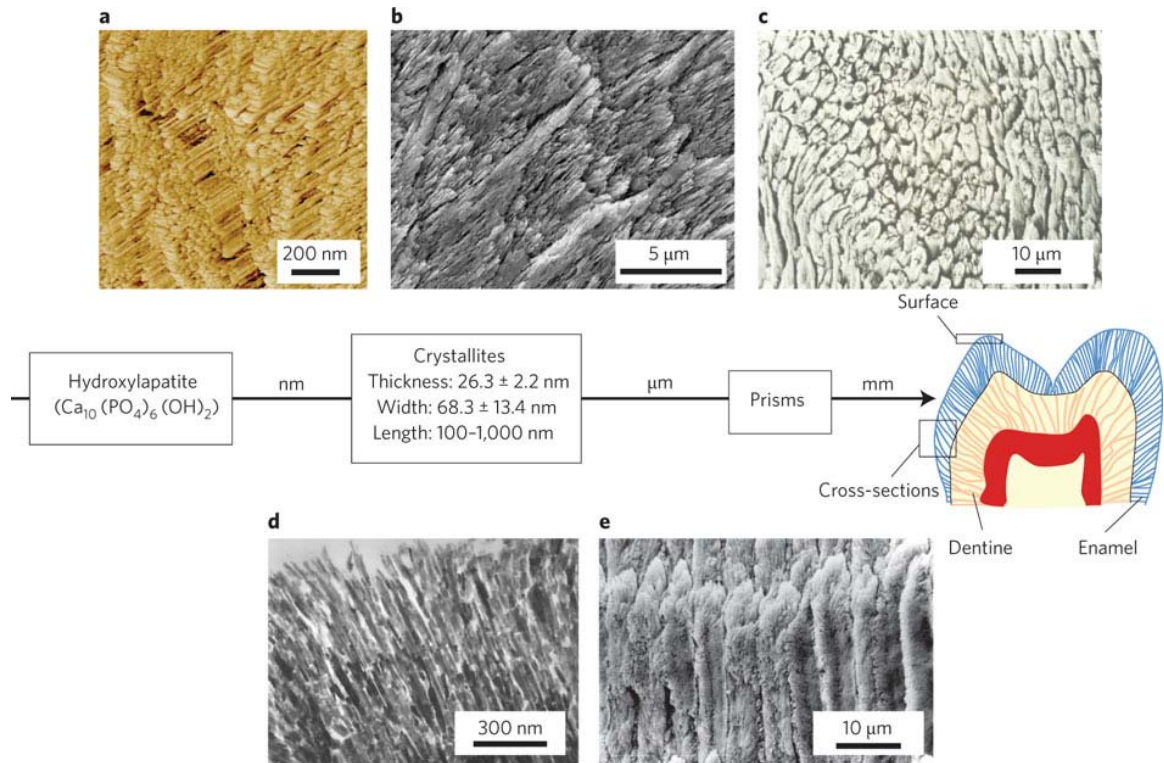 a
b
c
200 nm
5 μm
10 μm
Surface
Hydroxylapatite
(Ca10 (PO4)6 (OH)2)
nm
Crystallites
Thickness: 26.3 ± 2.2 nm
Width: 68.3 ± 13.4 nm
Length: 100–1,000 nm
μm
Prisms
mm
Cross-sections
Dentine
Enamel
d
e
300 nm
10 μm